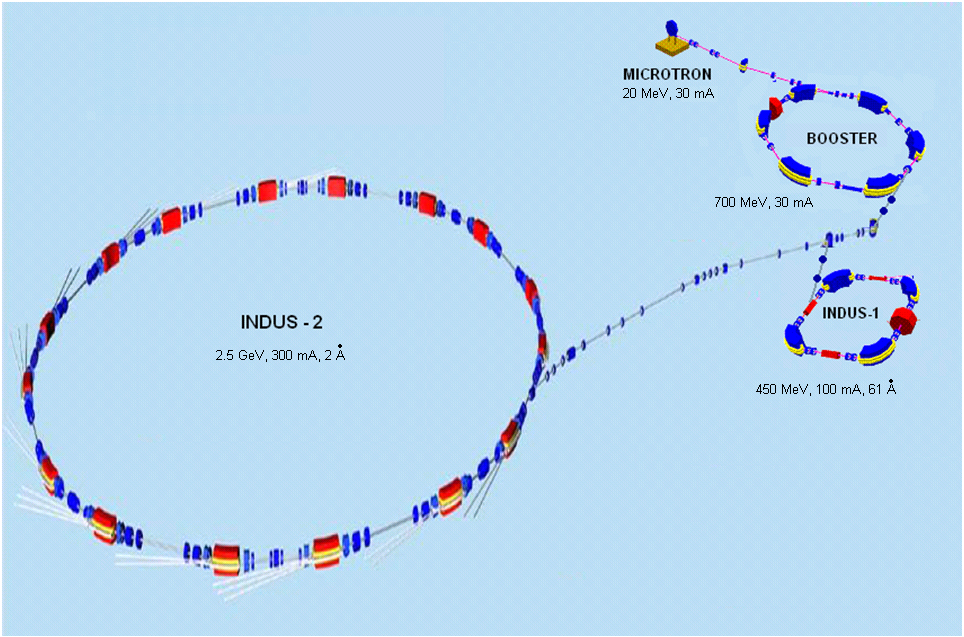 MICROTRON
20 MeV, 30 mA
BOOSTER
700 MeV, 30 mA
INDUS - 2
2.5 GeV, 300 mA, 2 Å
INDUS-1
450 MeV, 100 mA, 61 Å